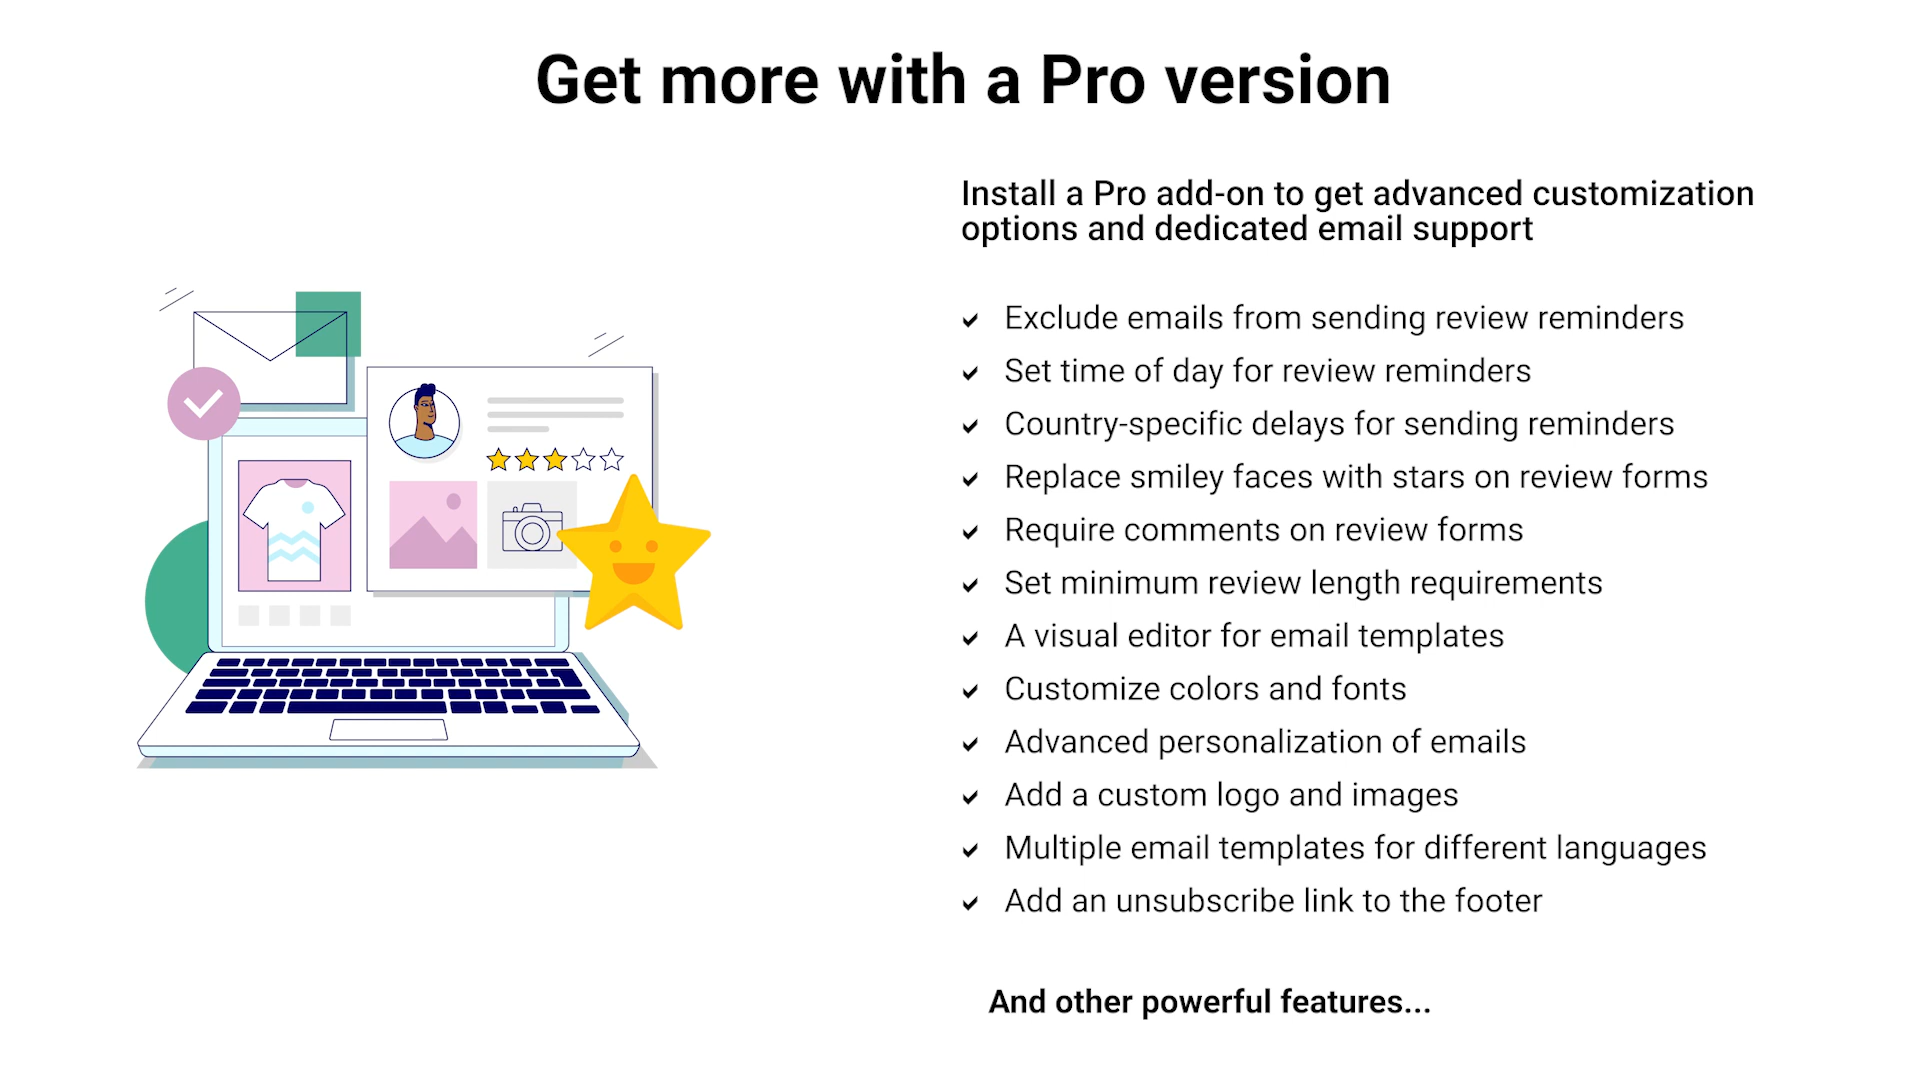 Get more with a Pro version
Install a Pro add-on to get advanced customization
options and dedicated email support
Exclude emails from sending review reminders
Set time of day for review reminders
Country-specific delays for sending reminders
Replace smiley faces with stars on review forms
Require comments on review forms
Set minimum review length requirements
A visual editor for email templates
Customize colors and fonts
Advanced personalization of emails
Add a custom logo and images
Multiple email templates for different languages
Add an unsubscribe link to the footer
And other powerful features...